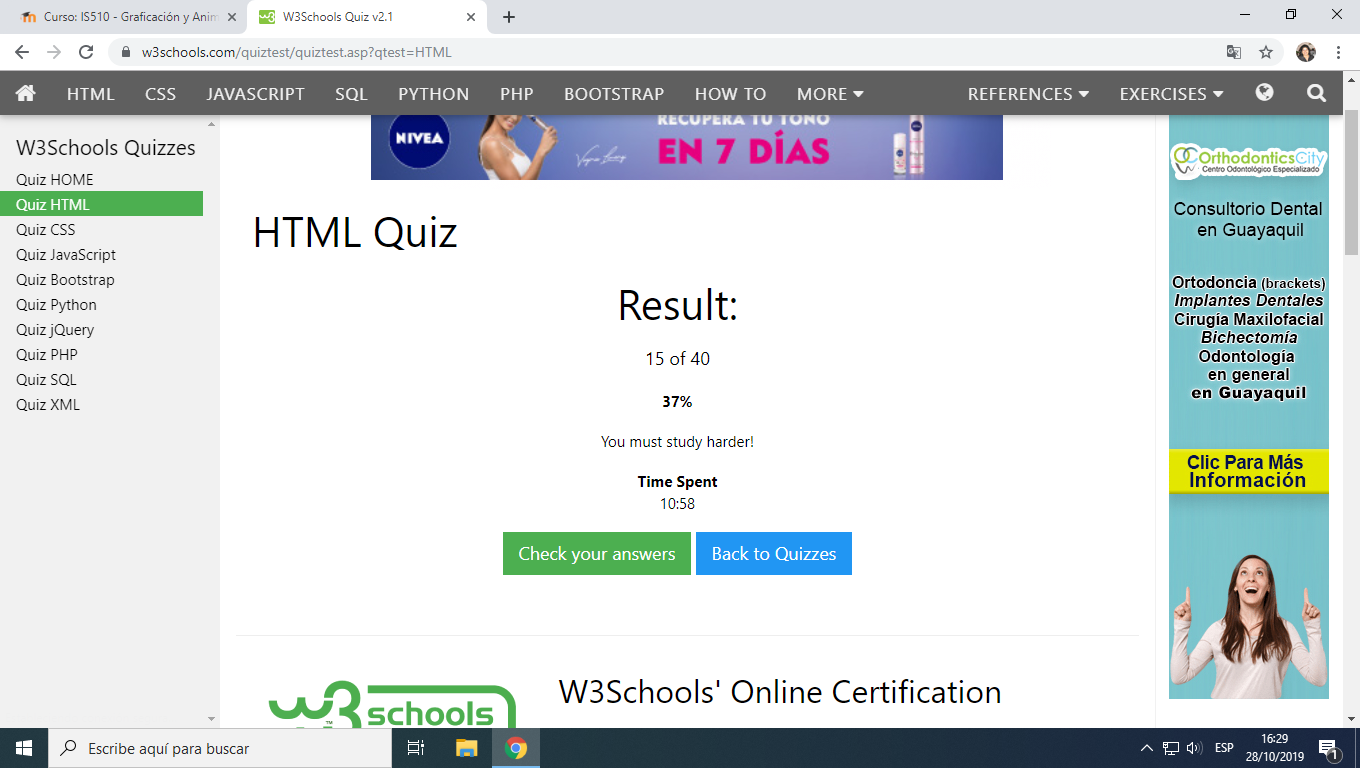 Curso: IS510 - Graficación y Anim
W3Schools Quiz v2.1
w3schools.com/quiztest/quiztest.asp?qtest=HTML
HTML CSS JAVASCRIPT SQL PYTHON PHP BOOTSTRAP HOW TO MORE REFERENCES EXERCISES
W3Schools Quizzes
Quiz HOME
Quiz HTML
Quiz CSS
Quiz JavaScript
Quiz Bootstrap
Quiz Python
Quiz jQuery
Quiz PHP
Quiz SQL
Quiz XML
NIVEA
RECUPERA TU TONO
EN 7 DÍAS
HTML Quiz
Result:
15 of 40
37%
You must study harder!
Time Spent
10:58
Check your answers Back to Quizzes
w3schools
W3Schools' Online Certification
OrthodonticsCity
Centro Odontológico Especializado
Consultorio Dental
en Guayaquil
Ortodoncia (brackets)
Implantes Dentales
Cirugía Maxilofacial
Bichectomía
Odontología
en general
en Guayaquil
Clic Para Más
Información
Escribe aquí para buscar
ESP
16:29
28/10/2019
1